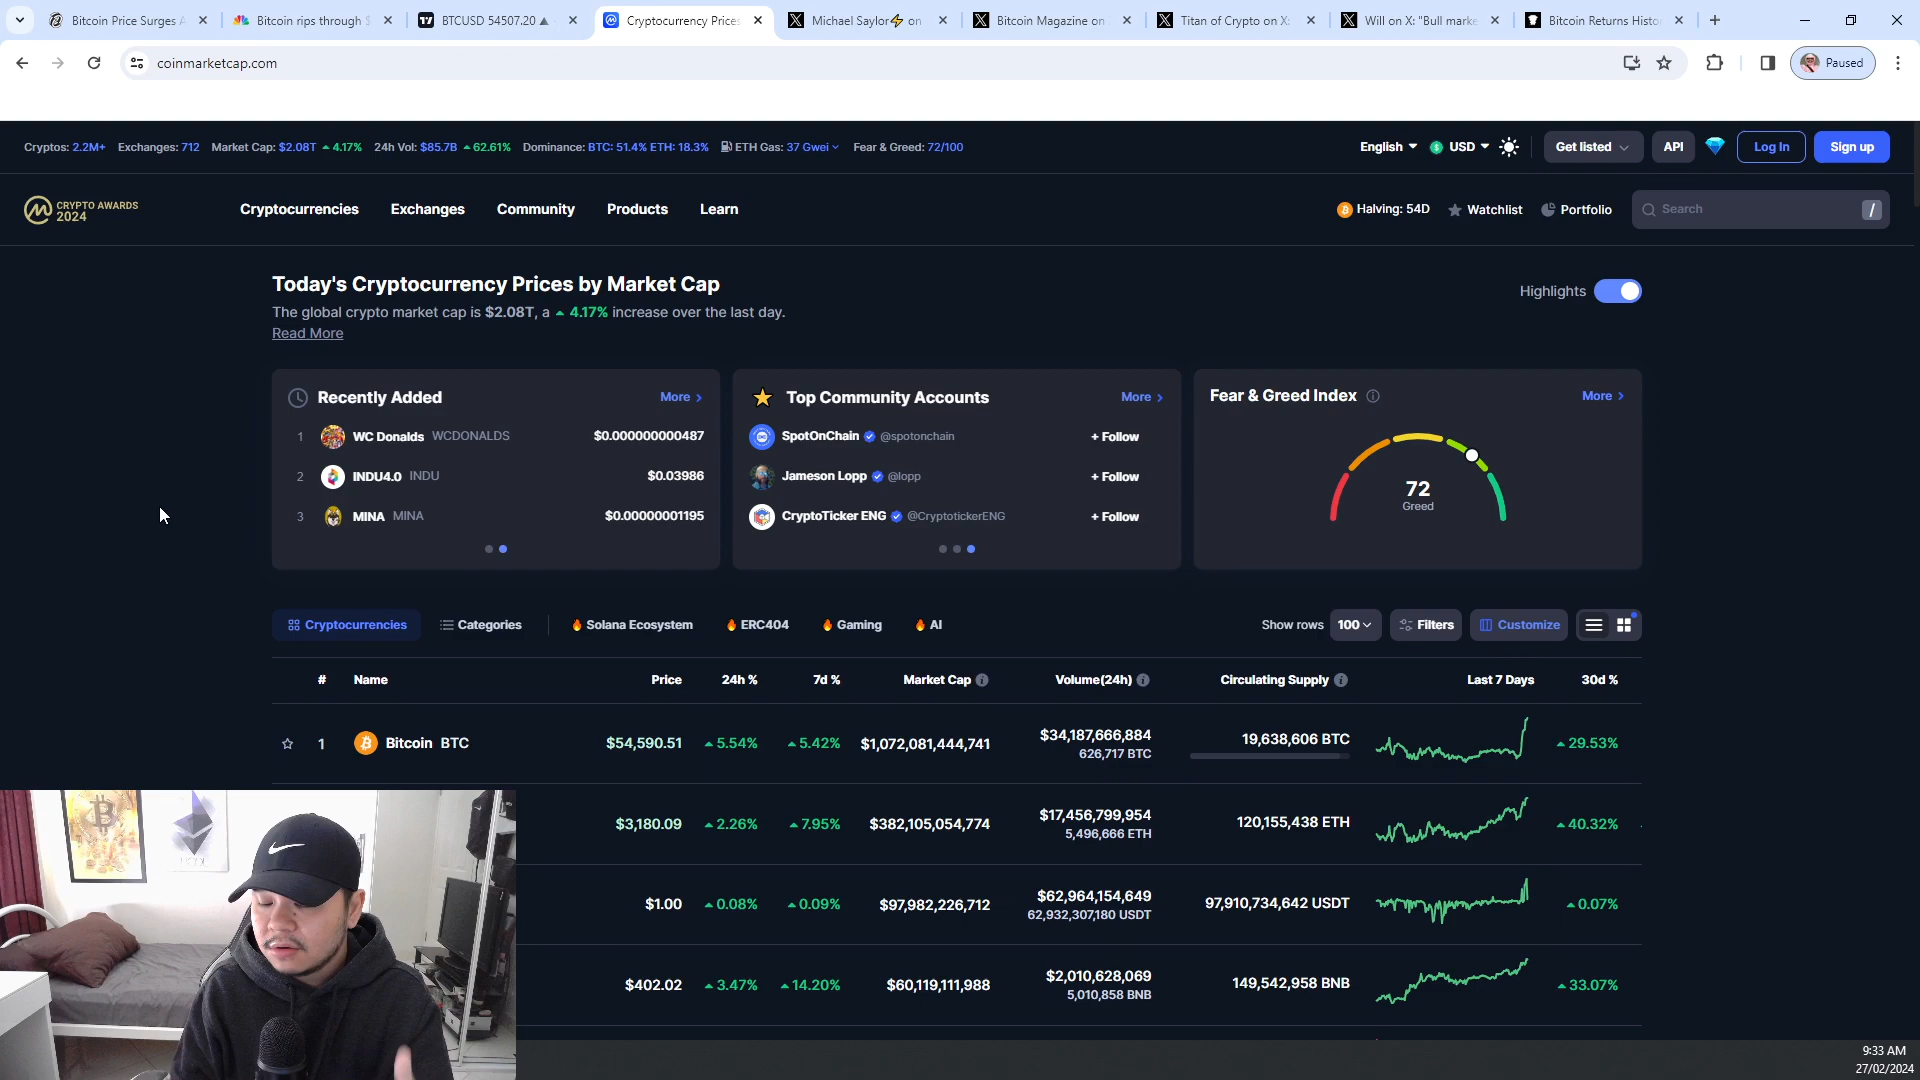 Bitcoin Price Surges A
Bitcoin rips through $
BTCUSD 54507.20 ▲
Cryptocurrency Prices
Michael Saylor⚡ on
Bitcoin Magazine on
Titan of Crypto on X:
Will on X: "Bull marke
Bitcoin Returns Histo
coinmarketcap.com
Paused
Cryptos: 2.2M+ Exchanges: 712 Market Cap: $2.08T ▲ 4.17% 24h Vol: $85.7B ▲ 62.61% Dominance: BTC: 51.4% ETH: 18.3% ETH Gas: 37 Gwei Fear & Greed: 72/100
English USD Get listed API Log In Sign up
CRYPTO AWARDS
2024
Cryptocurrencies Exchanges Community Products Learn
Halving: 54D Watchlist Portfolio Search /
Today's Cryptocurrency Prices by Market Cap
The global crypto market cap is $2.08T, a ▲ 4.17% increase over the last day.
Read More
Highlights
Recently Added More >
1 WC Donalds WCDONALDS $0.000000000487
2 INDU4.0 INDU $0.03986
3 MINA MINA $0.00000001195
Top Community Accounts More >
SpotOnChain @spotonchain + Follow
Jameson Lopp @lopp + Follow
CryptoTicker ENG @CryptotickerENG + Follow
Fear & Greed Index More >
72
Greed
Cryptocurrencies Categories Solana Ecosystem ERC404 Gaming AI
Show rows 100 Filters Customize
# Name Price 24h % 7d % Market Cap Volume(24h) Circulating Supply Last 7 Days 30d %
1 Bitcoin BTC $54,590.51 ▲ 5.54% ▲ 5.42% $1,072,081,444,741 $34,187,666,884 19,638,606 BTC ▲ 29.53%
626,717 BTC
$3,180.09 ▲ 2.26% ▲ 7.95% $382,105,054,774 $17,456,799,954 120,155,438 ETH ▲ 40.32%
5,496,666 ETH
$1.00 ▲ 0.08% ▲ 0.09% $97,982,226,712 $62,964,154,649 97,910,734,642 USDT ▲ 0.07%
62,932,307,180 USDT
$402.02 ▲ 3.47% ▲ 14.20% $60,119,111,988 $2,010,628,069 149,542,958 BNB ▲ 33.07%
5,010,858 BNB
9:33 AM
27/02/2024